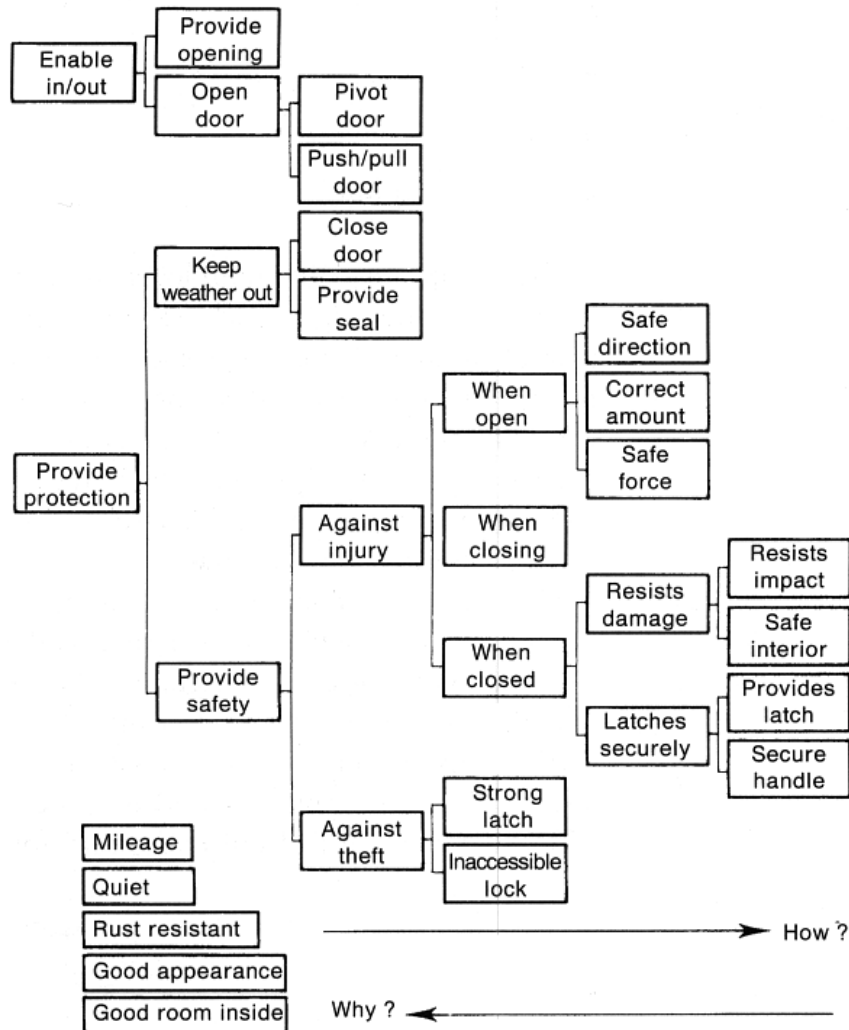 Provide
opening
Enable
in/out
Open
door
Pivot
door
Push/pull
door
Close
door
Keep
weather out
Provide
seal
Safe
direction
When
open
Correct
amount
Safe
force
Provide
protection
Against
injury
When
closing
Resists
impact
Resists
damage
Safe
interior
Provide
safety
When
closed
Provides
latch
Latches
securely
Secure
handle
Strong
latch
Against
theft
Inaccessible
lock
Mileage
Quiet
Rust resistant
How ?
Good appearance
Good room inside
Why ?